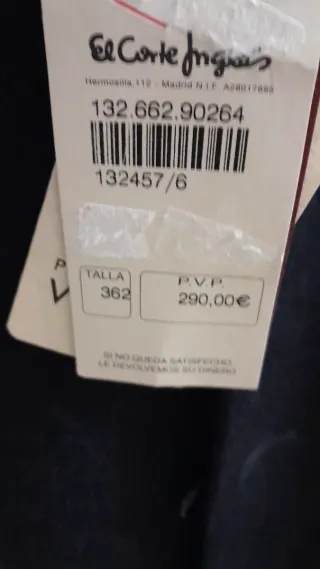 El Corte Inglés
Hermosilla, 112 - Madrid N.I.F. A28017895
132.662.90264
132457/6
TALLA
362
P.V.P.
290,00€
SI NO QUEDA SATISFECHO
LE DEVOLVEMOS SU DINERO
P
V